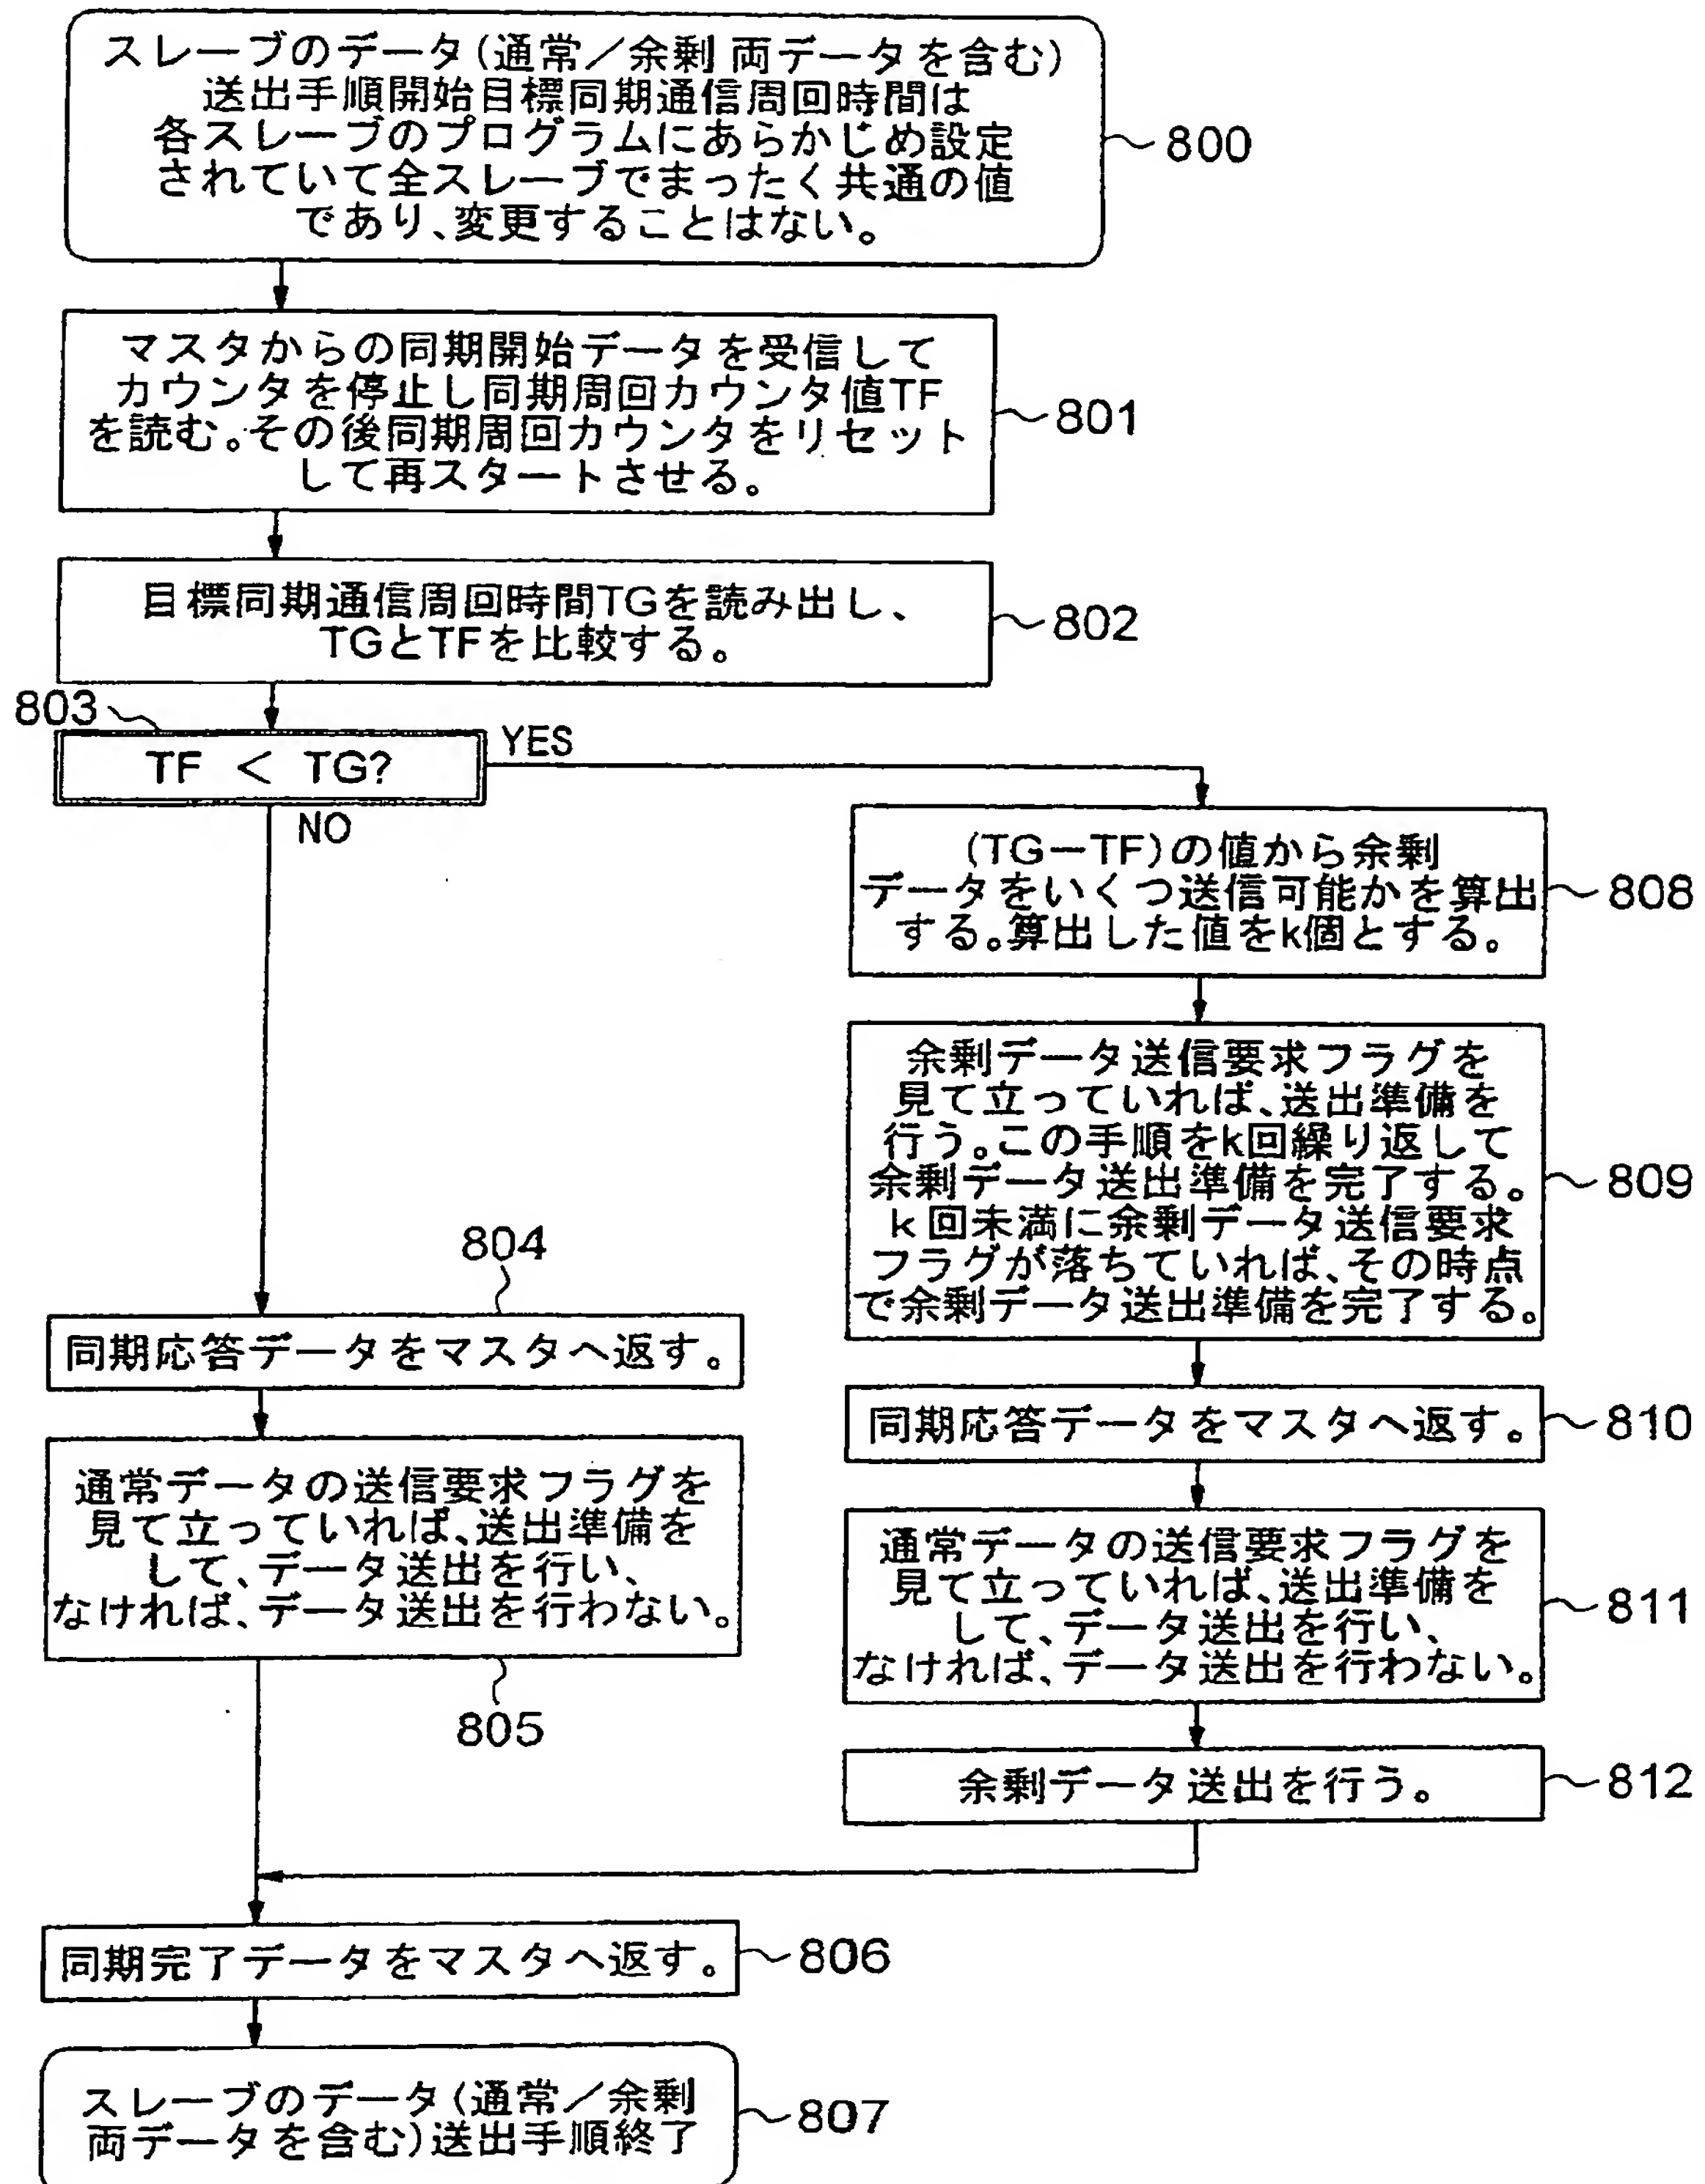 スレーブのデータ(通常／余剰 両データを含む)
送出手順開始目標同期通信周回時間は
各スレーブのプログラムにあらかじめ設定
されていて全スレーブでまったく共通の値
であり、変更することはない。
800
マスタからの同期開始データを受信して
カウンタを停止し同期周回カウンタ値TF
を読む。その後同期周回カウンタをリセット
して再スタートさせる。
801
目標同期通信周回時間TGを読み出し、
TGとTFを比較する。
802
803
TF < TG?
YES
NO
(TG－TF)の値から余剰
データをいくつ送信可能かを算出
する。算出した値をk個とする。
808
余剰データ送信要求フラグを
見て立っていれば、送出準備を
行う。この手順をk回繰り返して
余剰データ送出準備を完了する。
k回未満に余剰データ送信要求
フラグが落ちていれば、その時点
で余剰データ送出準備を完了する。
809
804
同期応答データをマスタへ返す。
同期応答データをマスタへ返す。
810
通常データの送信要求フラグを
見て立っていれば、送出準備を
して、データ送出を行い、
なければ、データ送出を行わない。
805
通常データの送信要求フラグを
見て立っていれば、送出準備を
して、データ送出を行い、
なければ、データ送出を行わない。
811
余剰データ送出を行う。
812
同期完了データをマスタへ返す。
806
スレーブのデータ(通常／余剰
両データを含む)送出手順終了
807